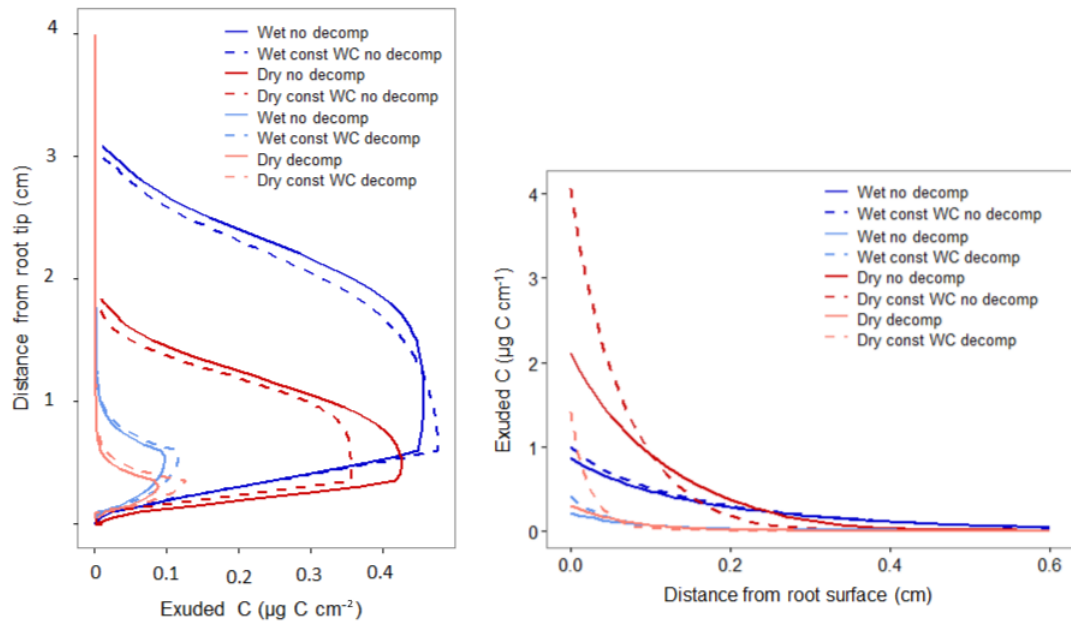 4
3
2
1
Distance from root tip (cm)
Wet no decomp
Wet const WC no decomp
Dry no decomp
Dry const WC no decomp
Wet no decomp
Wet const WC decomp
Dry decomp
Dry const WC decomp
0 0.1 0.2 0.3 0.4
Exuded C (µg C cm⁻²)
4
3
2
1
0
Exuded C (µg C cm⁻¹)
Wet no decomp
Wet const WC no decomp
Wet no decomp
Wet const WC decomp
Dry no decomp
Dry const WC no decomp
Dry decomp
Dry const WC decomp
0.0 0.2 0.4 0.6
Distance from root surface (cm)